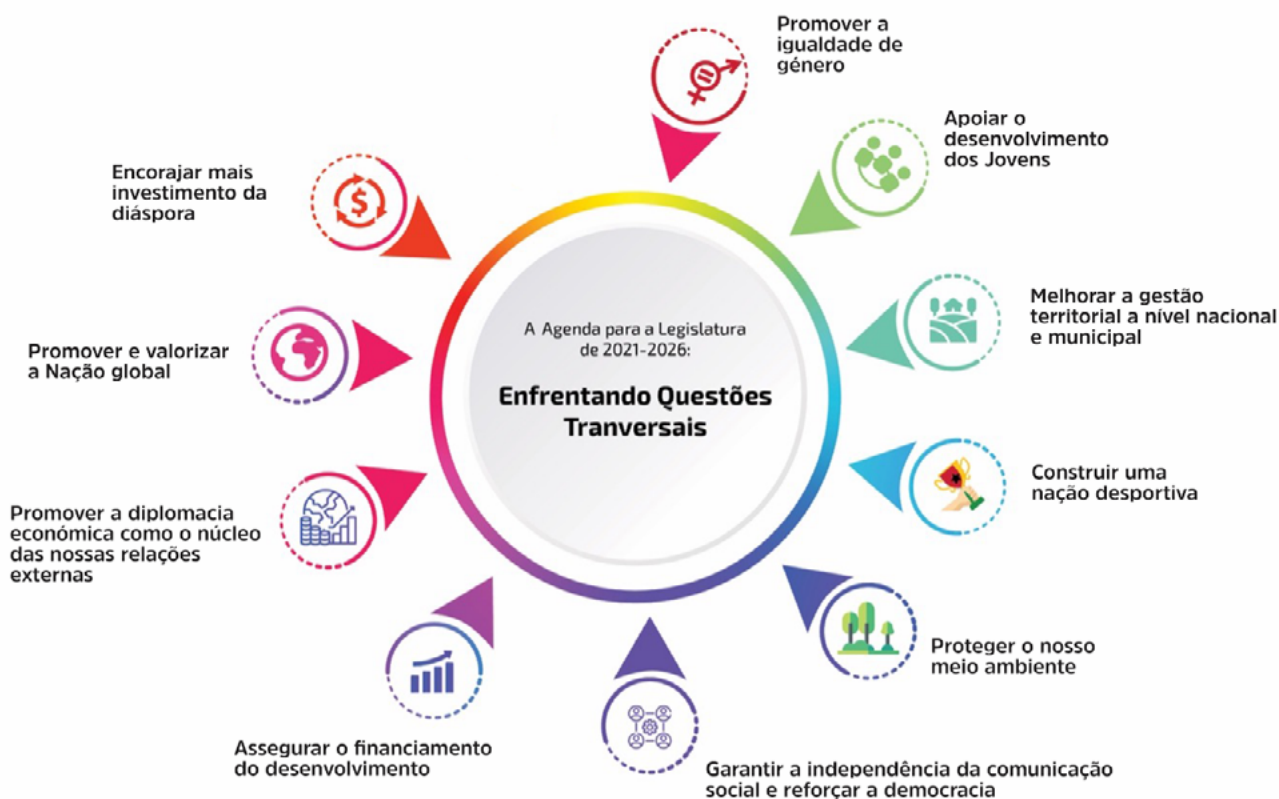 A Agenda para a Legislatura
de 2021-2026:
Enfrentando Questões
Tranversais
Promover a
igualdade de
género
Apoiar o
desenvolvimento
dos Jovens
Melhorar a gestão
territorial a nível nacional
e municipal
Construir uma
nação desportiva
Proteger o nosso
meio ambiente
Garantir a independência da comunicação
social e reforçar a democracia
Assegurar o financiamento
do desenvolvimento
Promover a diplomacia
económica como o núcleo
das nossas relações
externas
Promover e valorizar
a Nação global
Encorajar mais
investimento da
diáspora
$